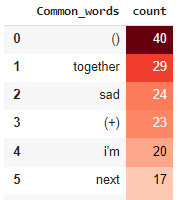 Common_words count
0 () 40
1 together 29
2 sad 24
3 (+) 23
4 i'm 20
5 next 17